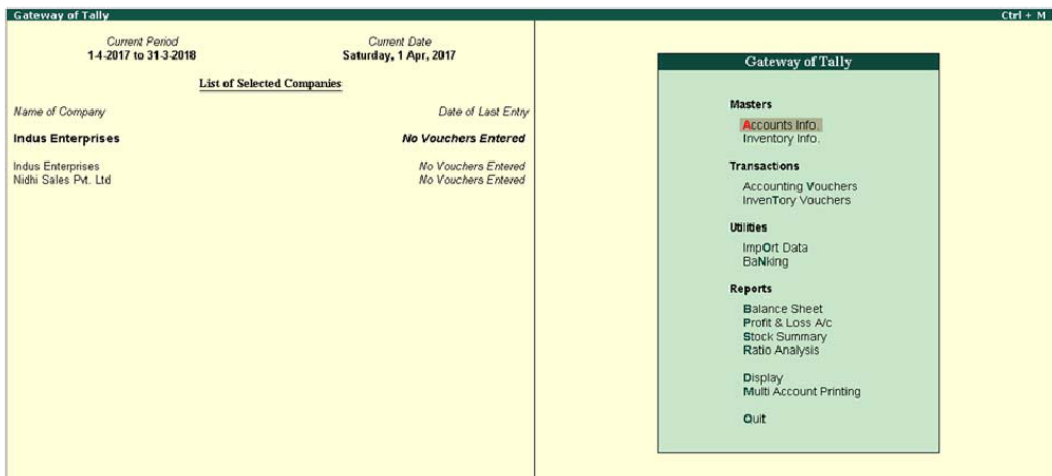 Gateway of Tally Ctrl + M
Current Period Current Date
1-4-2017 to 31-3-2018 Saturday, 1 Apr, 2017
List of Selected Companies
Name of Company Date of Last Entry
Indus Enterprises No Vouchers Entered
Indus Enterprises No Vouchers Entered
Nidhi Sales Pvt. Ltd No Vouchers Entered
Gateway of Tally
Masters
Accounts Info.
Inventory Info.
Transactions
Accounting Vouchers
InvenTory Vouchers
Utilities
ImpOrt Data
BaNking
Reports
Balance Sheet
Profit & Loss A/c
Stock Summary
Ratio Analysis
Display
Multi Account Printing
Quit